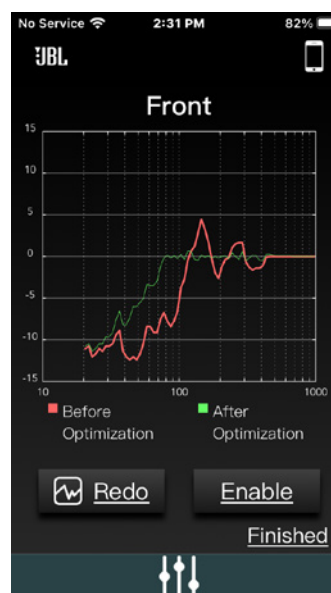 No Service 2:31 PM 82%
JBL
Front
15
10
5
0
-5
-10
-15
10 100 1000
Before Optimization
After Optimization
Redo
Enable
Finished